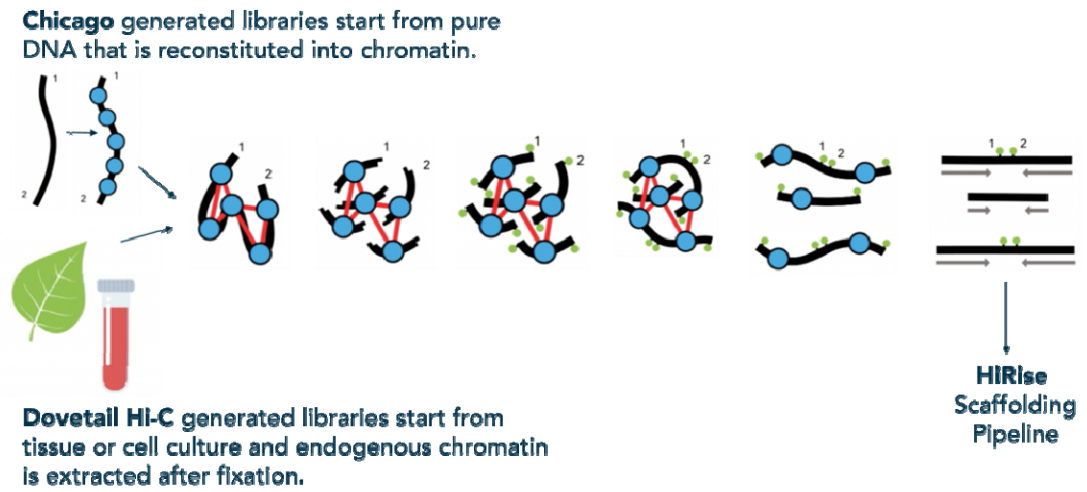 Chicago generated libraries start from pure
DNA that is reconstituted into chromatin.
1
1
2
2
1
2
1
2
1
2
1
2
1
2
1
2
HiRise
Scaffolding
Pipeline
Dovetail Hi-C generated libraries start from
tissue or cell culture and endogenous chromatin
is extracted after fixation.